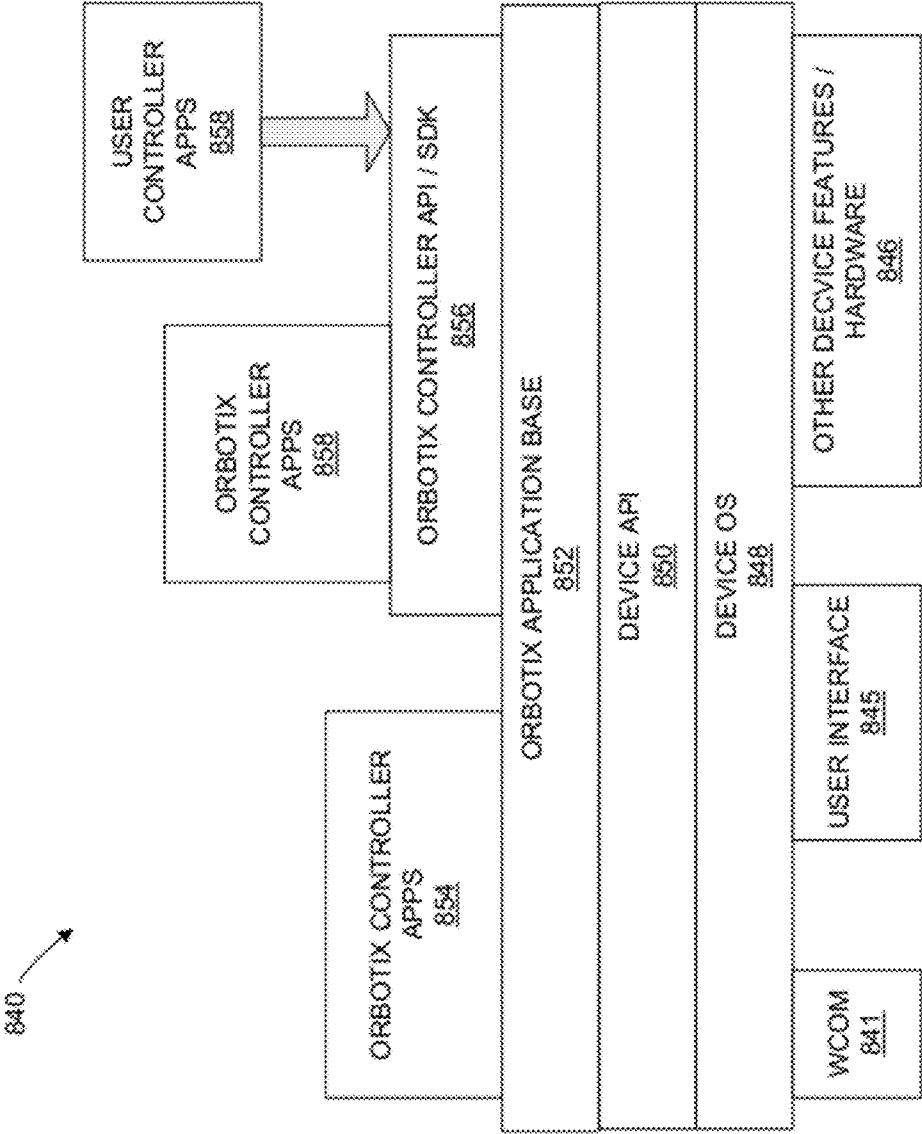 840
USER
CONTROLLER
APPS
858
ORBOTIX
CONTROLLER
APPS
858
ORBOTIX CONTROLLER
APPS
854
ORBOTIX CONTROLLER API / SDK
856
ORBOTIX APPLICATION BASE
852
DEVICE API
850
DEVICE OS
848
WCOM
841
USER INTERFACE
845
OTHER DECVICE FEATURES /
HARDWARE
846